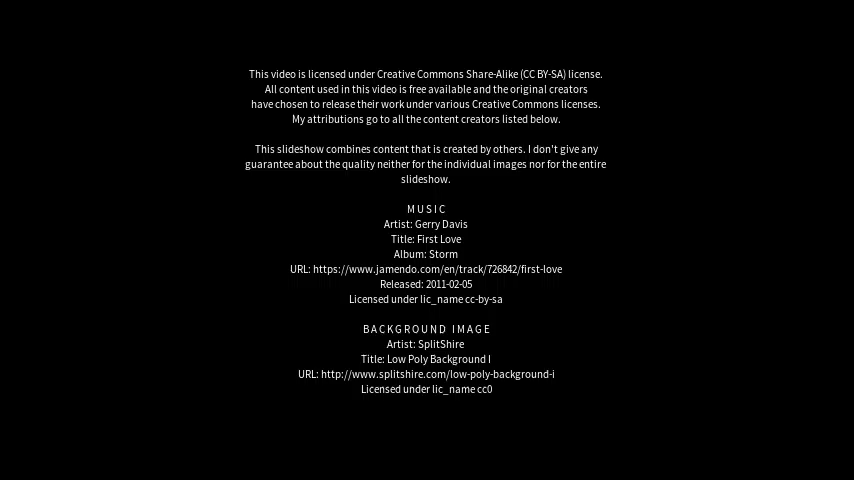 This video is licensed under Creative Commons Share-Alike (CC BY-SA) license.
All content used in this video is free available and the original creators
have chosen to release their work under various Creative Commons licenses.
My attributions go to all the content creators listed below.
This slideshow combines content that is created by others. I don't give any
guarantee about the quality neither for the individual images nor for the entire
slideshow.
MUSIC
Artist: Gerry Davis
Title: First Love
Album: Storm
URL: https://www.jamendo.com/en/track/726842/first-love
Released: 2011-02-05
Licensed under lic_name cc-by-sa
BACKGROUND IMAGE
Artist: SplitShire
Title: Low Poly Background I
URL: http://www.splitshire.com/low-poly-background-i
Licensed under lic_name cc0